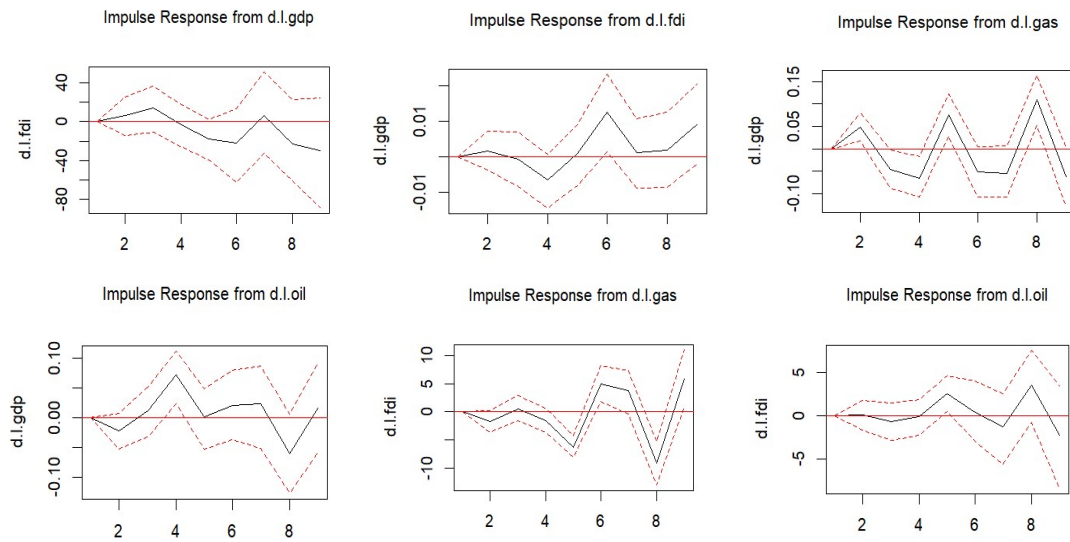 Impulse Response from d.l.gdp
d.l.fdi
40
0
-40
-80
2 4 6 8
Impulse Response from d.l.fdi
d.l.gdp
0.01
-0.01
2 4 6 8
Impulse Response from d.l.gas
d.l.gdp
0.15
0.05
-0.10
2 4 6 8
Impulse Response from d.l.oil
d.l.gdp
0.10
0.00
-0.10
2 4 6 8
Impulse Response from d.l.gas
d.l.fdi
10
5
0
-10
2 4 6 8
Impulse Response from d.l.oil
d.l.fdi
5
0
-5
2 4 6 8